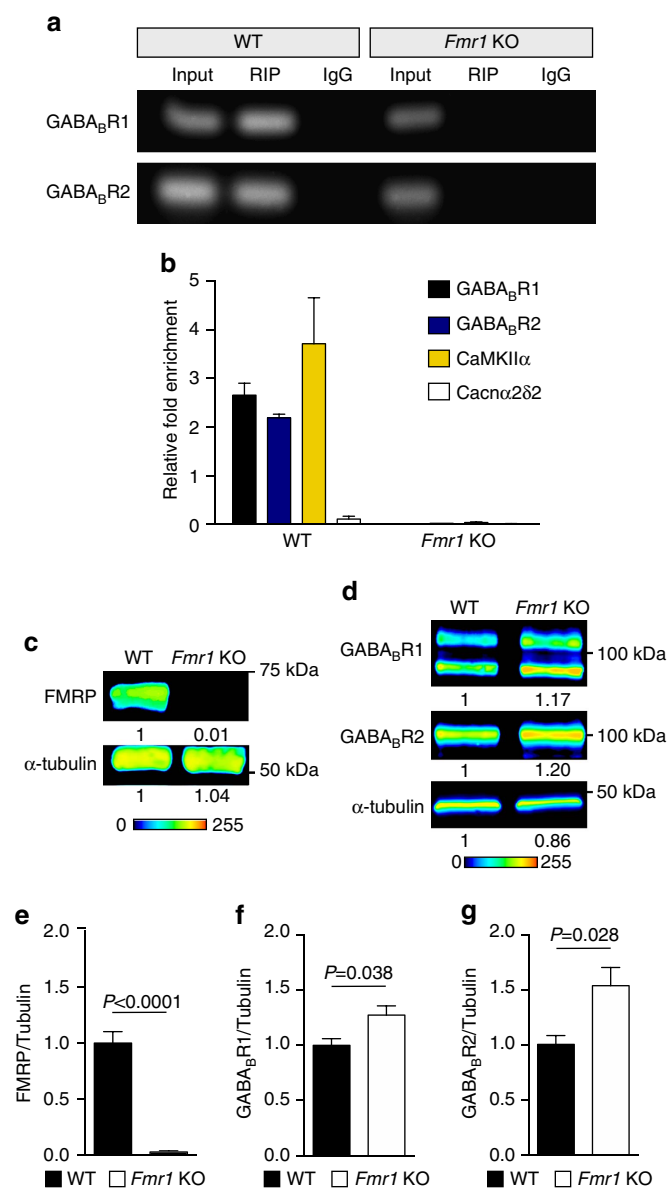 a
WT Fmr1 KO
Input RIP IgG Input RIP IgG
GABABR1
GABABR2
b
Relative fold enrichment
5
4
3
2
1
0
GABABR1
GABABR2
CaMKIIα
Cacnα2δ2
WT Fmr1 KO
c
WT Fmr1 KO
75 kDa
FMRP
1 0.01
α-tubulin
50 kDa
1 1.04
0 255
d
WT Fmr1 KO
GABABR1
100 kDa
1 1.17
GABABR2
100 kDa
1 1.20
50 kDa
α-tubulin
1 0.86
0 255
e
FMRP/Tubulin
2.0
1.5
1.0
0.5
0.0
P<0.0001
WT Fmr1 KO
f
GABABR1/Tubulin
2.0
1.5
1.0
0.5
0.0
P=0.038
WT Fmr1 KO
g
GABABR2/Tubulin
2.0
1.5
1.0
0.5
0.0
P=0.028
WT Fmr1 KO